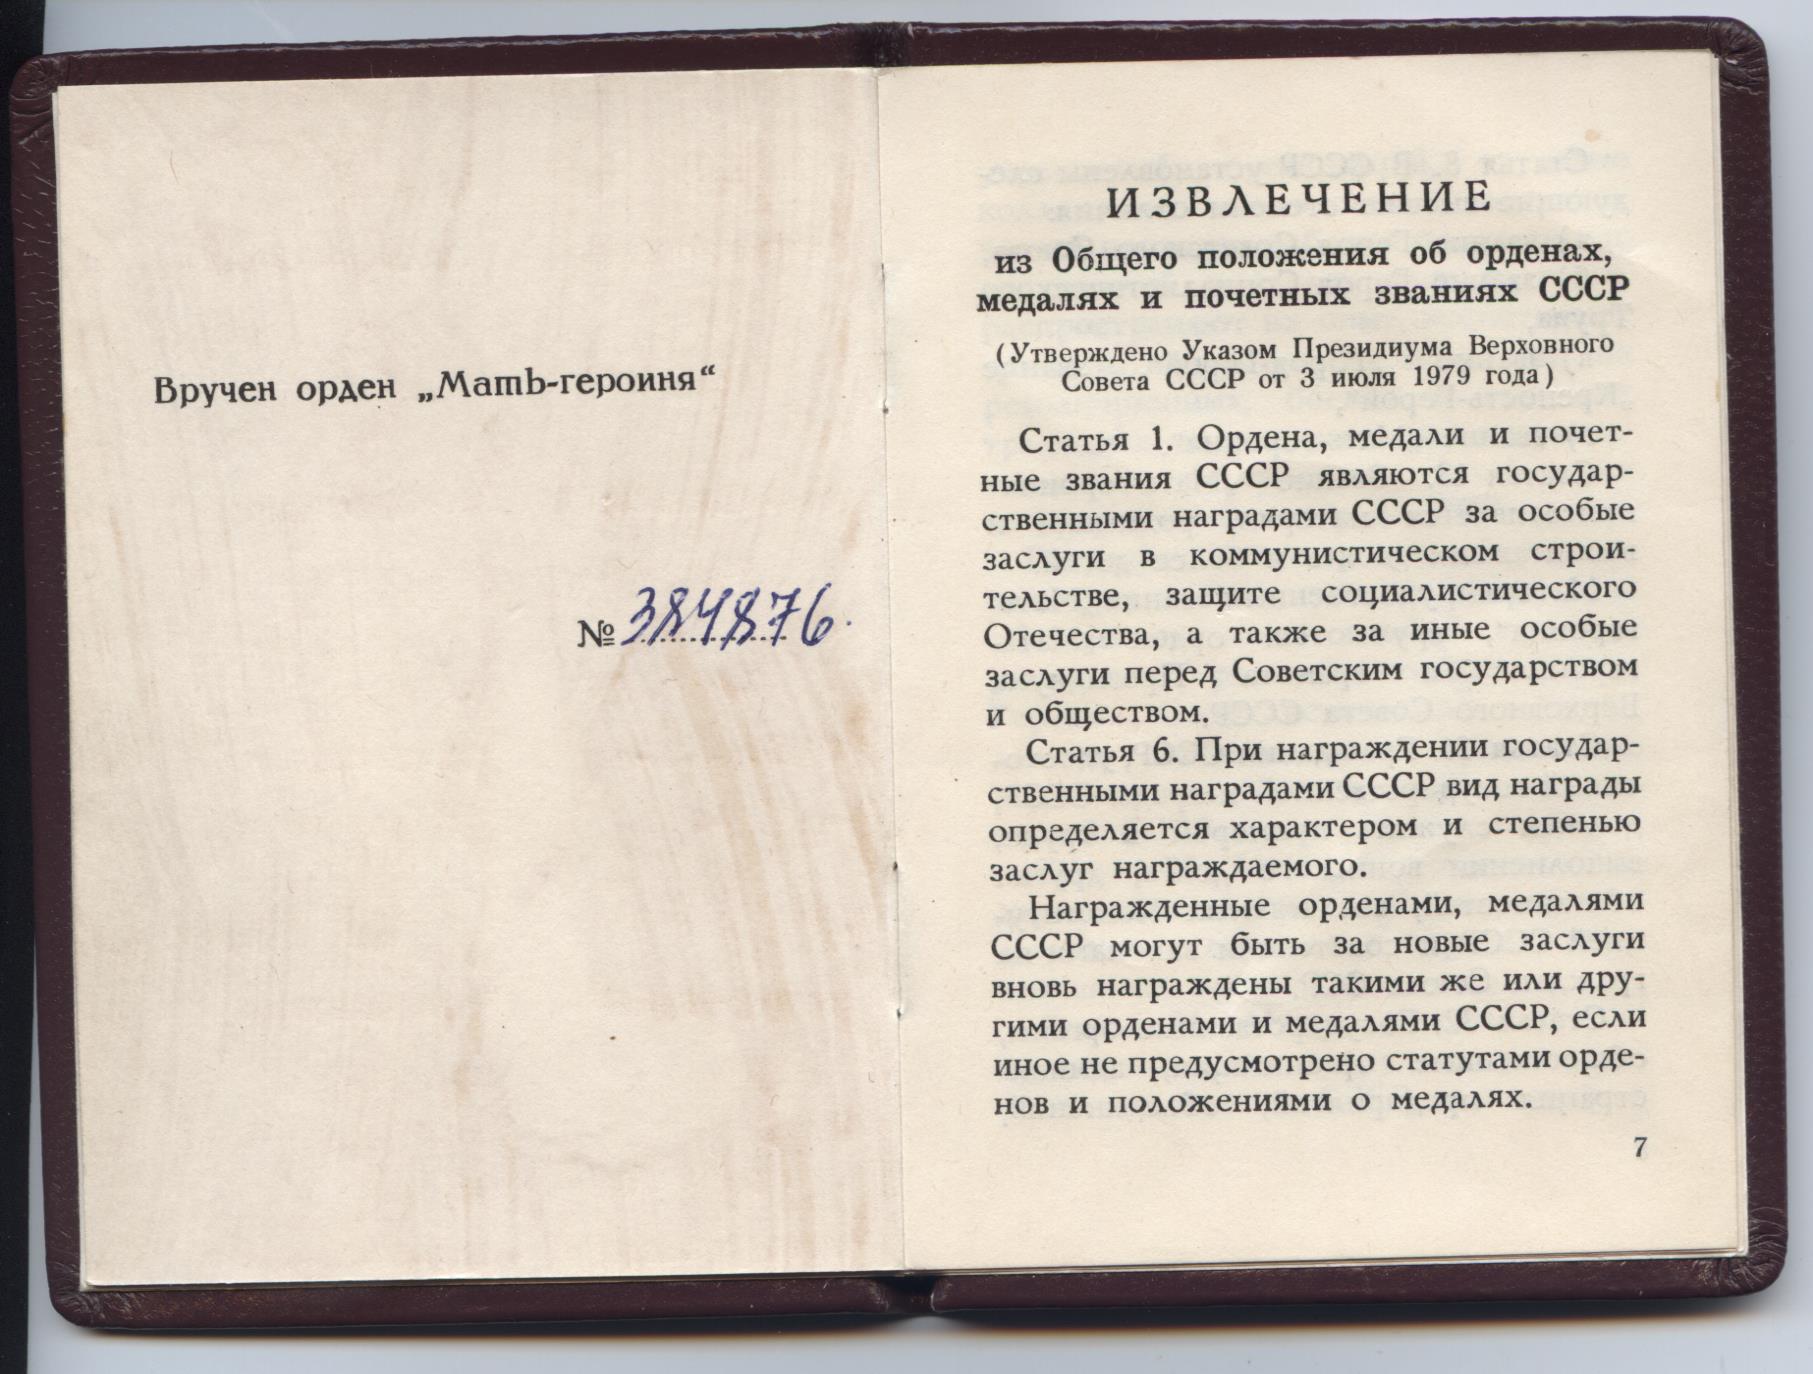 Вручен орден „Мать-героиня“
№ 384876.
ИЗВЛЕЧЕНИЕ
из Общего положения об орденах,
медалях и почетных званиях СССР
(Утверждено Указом Президиума Верховного
Совета СССР от 3 июля 1979 года)
Статья 1. Ордена, медали и почет-
ные звания СССР являются государ-
ственными наградами СССР за особые
заслуги в коммунистическом строи-
тельстве, защите социалистического
Отечества, а также за иные особые
заслуги перед Советским государством
и обществом.
Статья 6. При награждении государ-
ственными наградами СССР вид награды
определяется характером и степенью
заслуг награждаемого.
Награжденные орденами, медалями
СССР могут быть за новые заслуги
вновь награждены такими же или дру-
гими орденами и медалями СССР, если
иное не предусмотрено статутами орде-
нов и положениями о медалях.
7